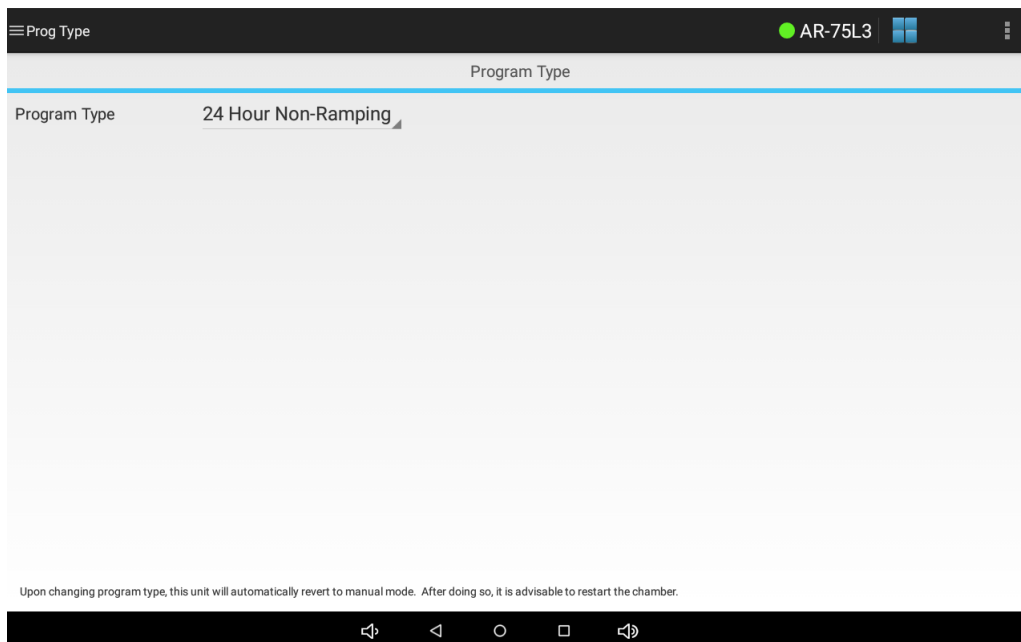 Prog Type
AR-75L3
Program Type
Program Type 24 Hour Non-Ramping
Upon changing program type, this unit will automatically revert to manual mode. After doing so, it is advisable to restart the chamber.